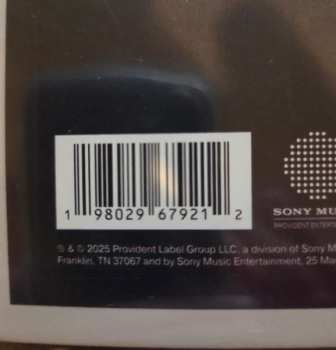 1 98029 67921 2
SONY MU
PROVIDENT ENTERT
℗ & © 2025 Provident Label Group LLC, a division of Sony M
Franklin, TN 37067 and by Sony Music Entertainment, 25 Ma